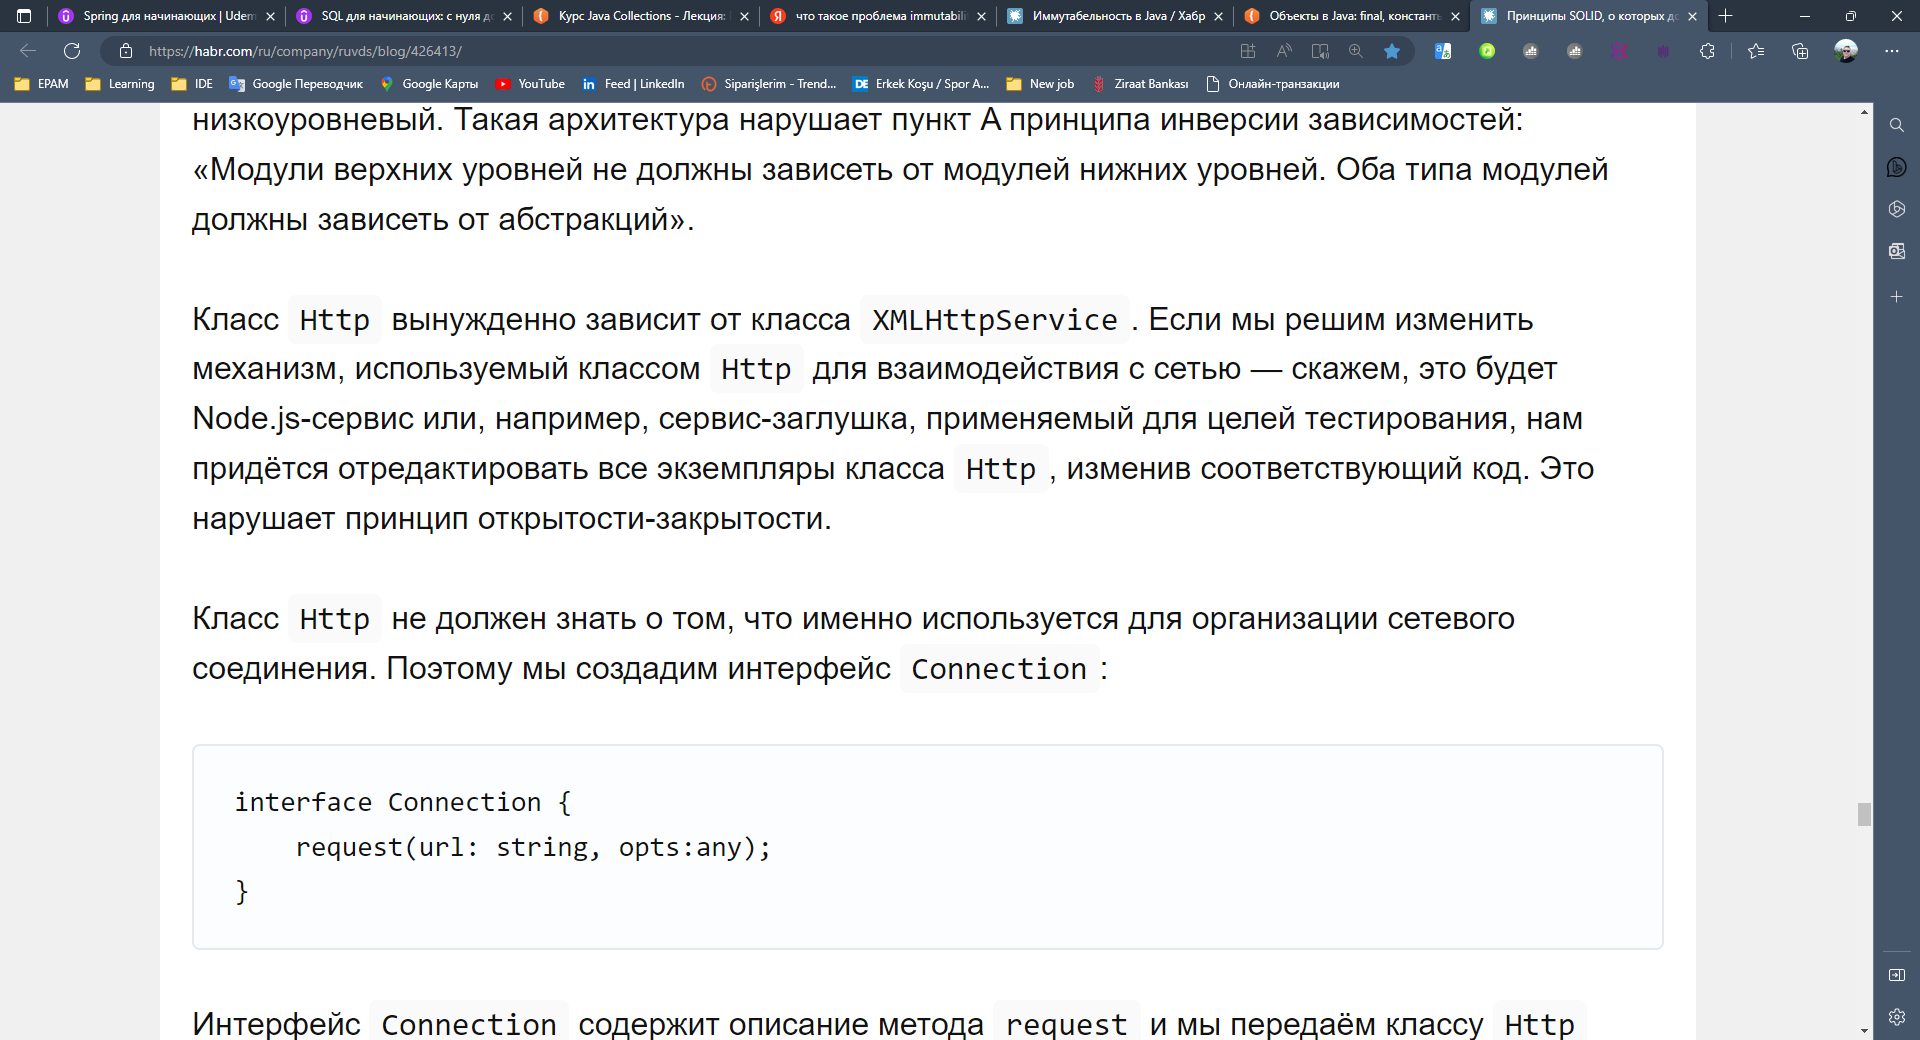 Spring для начинающих | Udem
SQL для начинающих: с нуля до
Курс Java Collections - Лекция:
что такое проблема immutabili
Иммутабельность в Java / Хабр
Объекты в Java: final, константы
Принципы SOLID, о которых до
https://habr.com/ru/company/ruvds/blog/426413/
EPAM
Learning
IDE
Google Переводчик
Google Карты
YouTube
Feed | LinkedIn
Siparişlerim - Trend...
Erkek Koşu / Spor A...
New job
Ziraat Bankası
Онлайн-транзакции
низкоуровневый. Такая архитектура нарушает пункт A принципа инверсии зависимостей:
«Модули верхних уровней не должны зависеть от модулей нижних уровней. Оба типа модулей
должны зависеть от абстракций».
Класс Http вынужденно зависит от класса XMLHttpService. Если мы решим изменить
механизм, используемый классом Http для взаимодействия с сетью — скажем, это будет
Node.js-сервис или, например, сервис-заглушка, применяемый для целей тестирования, нам
придётся отредактировать все экземпляры класса Http, изменив соответствующий код. Это
нарушает принцип открытости-закрытости.
Класс Http не должен знать о том, что именно используется для организации сетевого
соединения. Поэтому мы создадим интерфейс Connection:
interface Connection {
    request(url: string, opts:any);
}
Интерфейс Connection содержит описание метода request и мы передаём классу Http